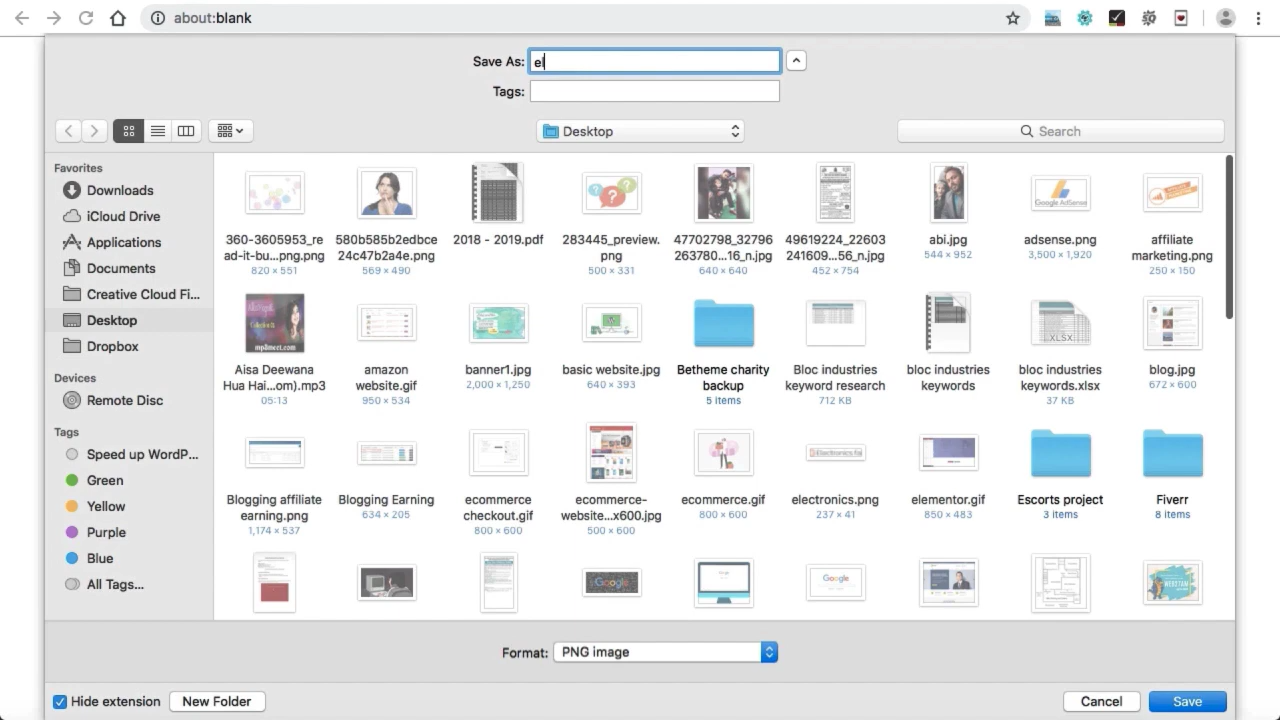 about:blank
Save As: el
Tags:
Desktop
Search
Favorites
Downloads
iCloud Drive
Applications
Documents
Creative Cloud Fi...
Desktop
Dropbox
Devices
Remote Disc
Tags
Speed up WordP...
Green
Yellow
Purple
Blue
All Tags...
360-3605953_re
ad-it-bu...png.png
820 × 551
580b585b2edbce
24c47b2a4e.png
569 × 490
2018 - 2019.pdf
283445_preview.
png
500 × 331
47702798_32796
263780...16_n.jpg
640 × 640
49619224_22603
241609...56_n.jpg
452 × 754
abi.jpg
544 × 952
Google AdSense
adsense.png
3,500 × 1,920
affiliate
marketing.png
250 × 150
mp3meet.com
Aisa Deewana
Hua Hai...om).mp3
05:13
amazon
website.gif
950 × 534
banner1.jpg
2,000 × 1,250
basic website.jpg
640 × 393
Betheme charity
backup
5 items
Bloc industries
keyword research
712 KB
bloc industries
keywords
XLSX
bloc industries
keywords.xlsx
37 KB
blog.jpg
672 × 600
Blogging affiliate
earning.png
1,174 × 537
Blogging Earning
634 × 205
ecommerce
checkout.gif
800 × 600
ecommerce-
website...x600.jpg
500 × 600
ecommerce.gif
800 × 600
electronics.png
237 × 41
elementor.gif
850 × 483
Escorts project
3 items
Fiverr
8 items
Google
Google
Format: PNG image
Hide extension
New Folder
Cancel
Save